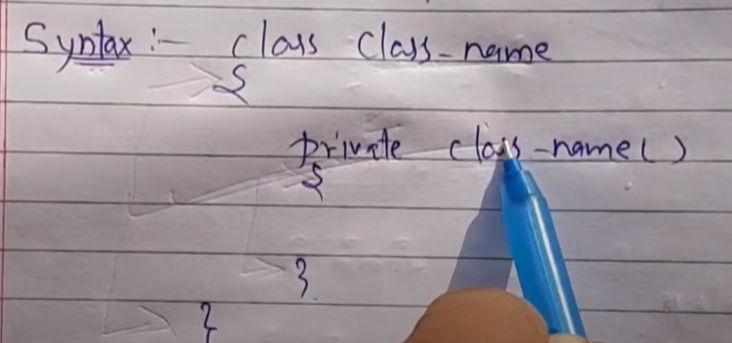 Syntax :- class class-name
{
private class-name()
{
}
}